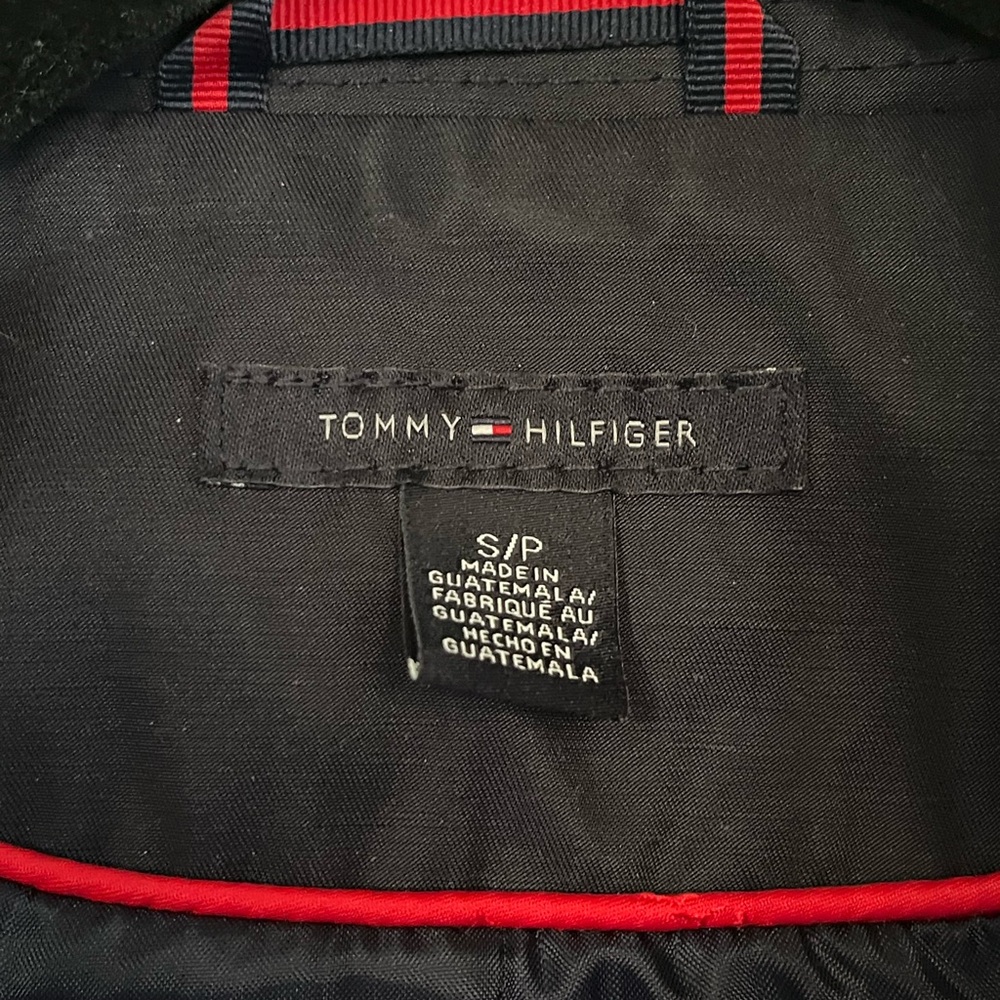 TOMMY HILFIGER
S/P
MADE IN
GUATEMALA/
FABRIQUÉ AU
GUATEMALA/
HECHO EN
GUATEMALA